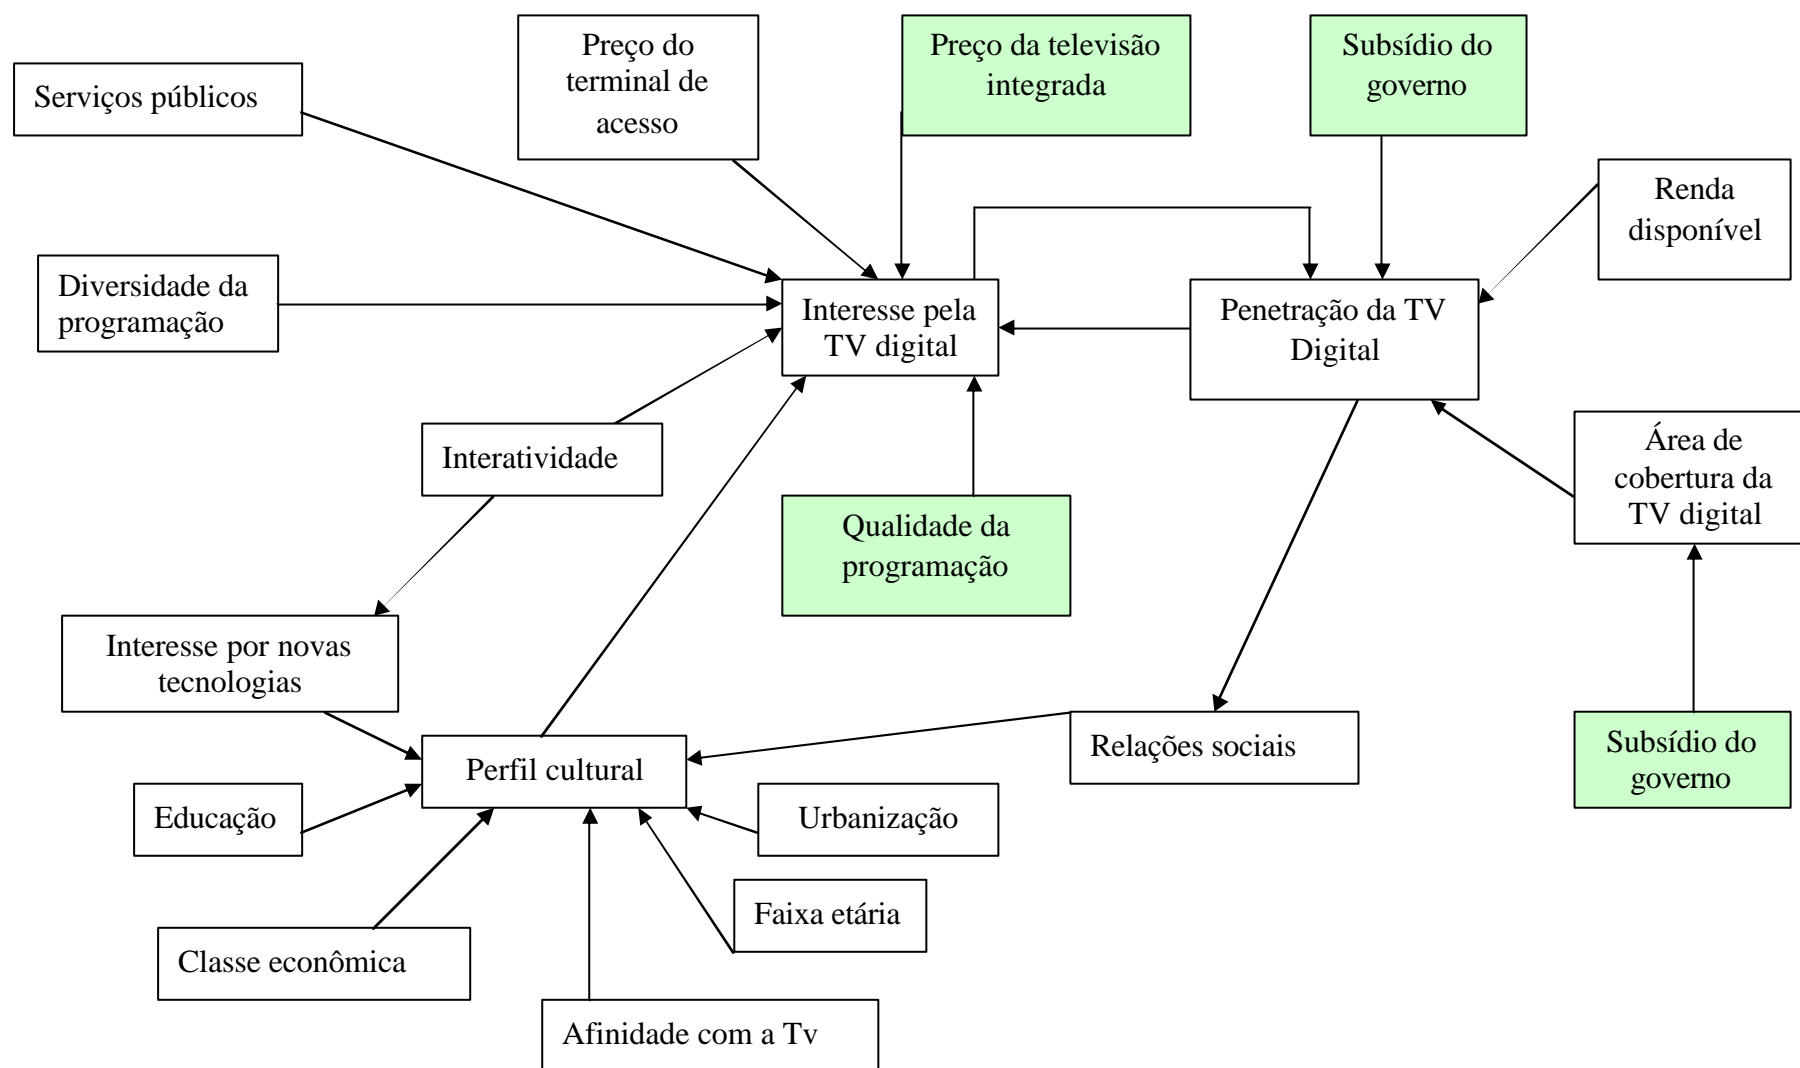 Preço do
terminal de
acesso
Preço da televisão
integrada
Subsídio do
governo
Serviços públicos
Renda
disponível
Diversidade da
programação
Interesse pela
TV digital
Penetração da TV
Digital
Interatividade
Área de
cobertura da
TV digital
Qualidade da
programação
Interesse por novas
tecnologias
Relações sociais
Subsídio do
governo
Perfil cultural
Educação
Urbanização
Faixa etária
Classe econômica
Afinidade com a Tv